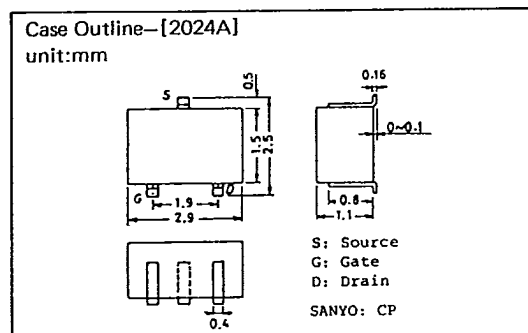 Case Outline—[2024A]
unit:mm
S
0.5
0.16
1.5
2.5
0~0.1
G
D
1.9
2.9
0.8
1.1
0.4
S: Source
G: Gate
D: Drain
SANYO: CP